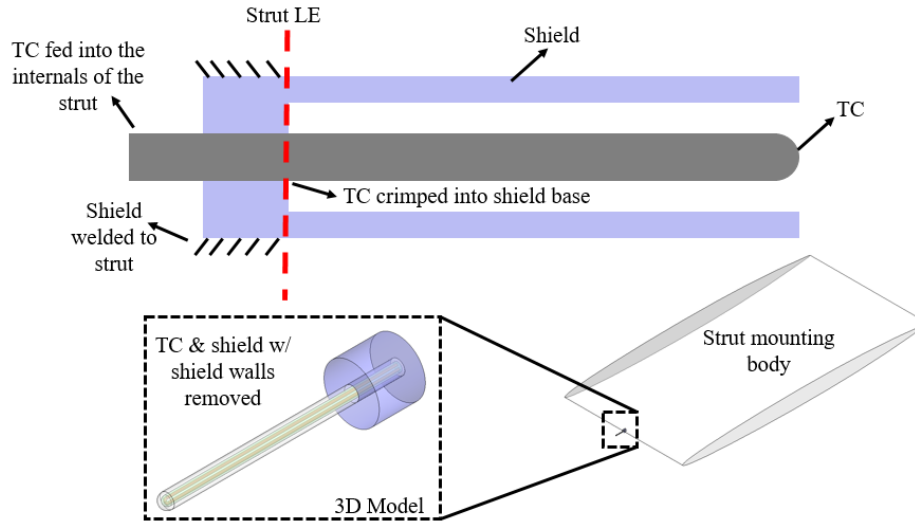 Strut LE
TC fed into the
internals of the
strut
Shield
TC
TC crimped into shield base
Shield
welded to
strut
TC & shield w/
shield walls
removed
3D Model
Strut mounting
body